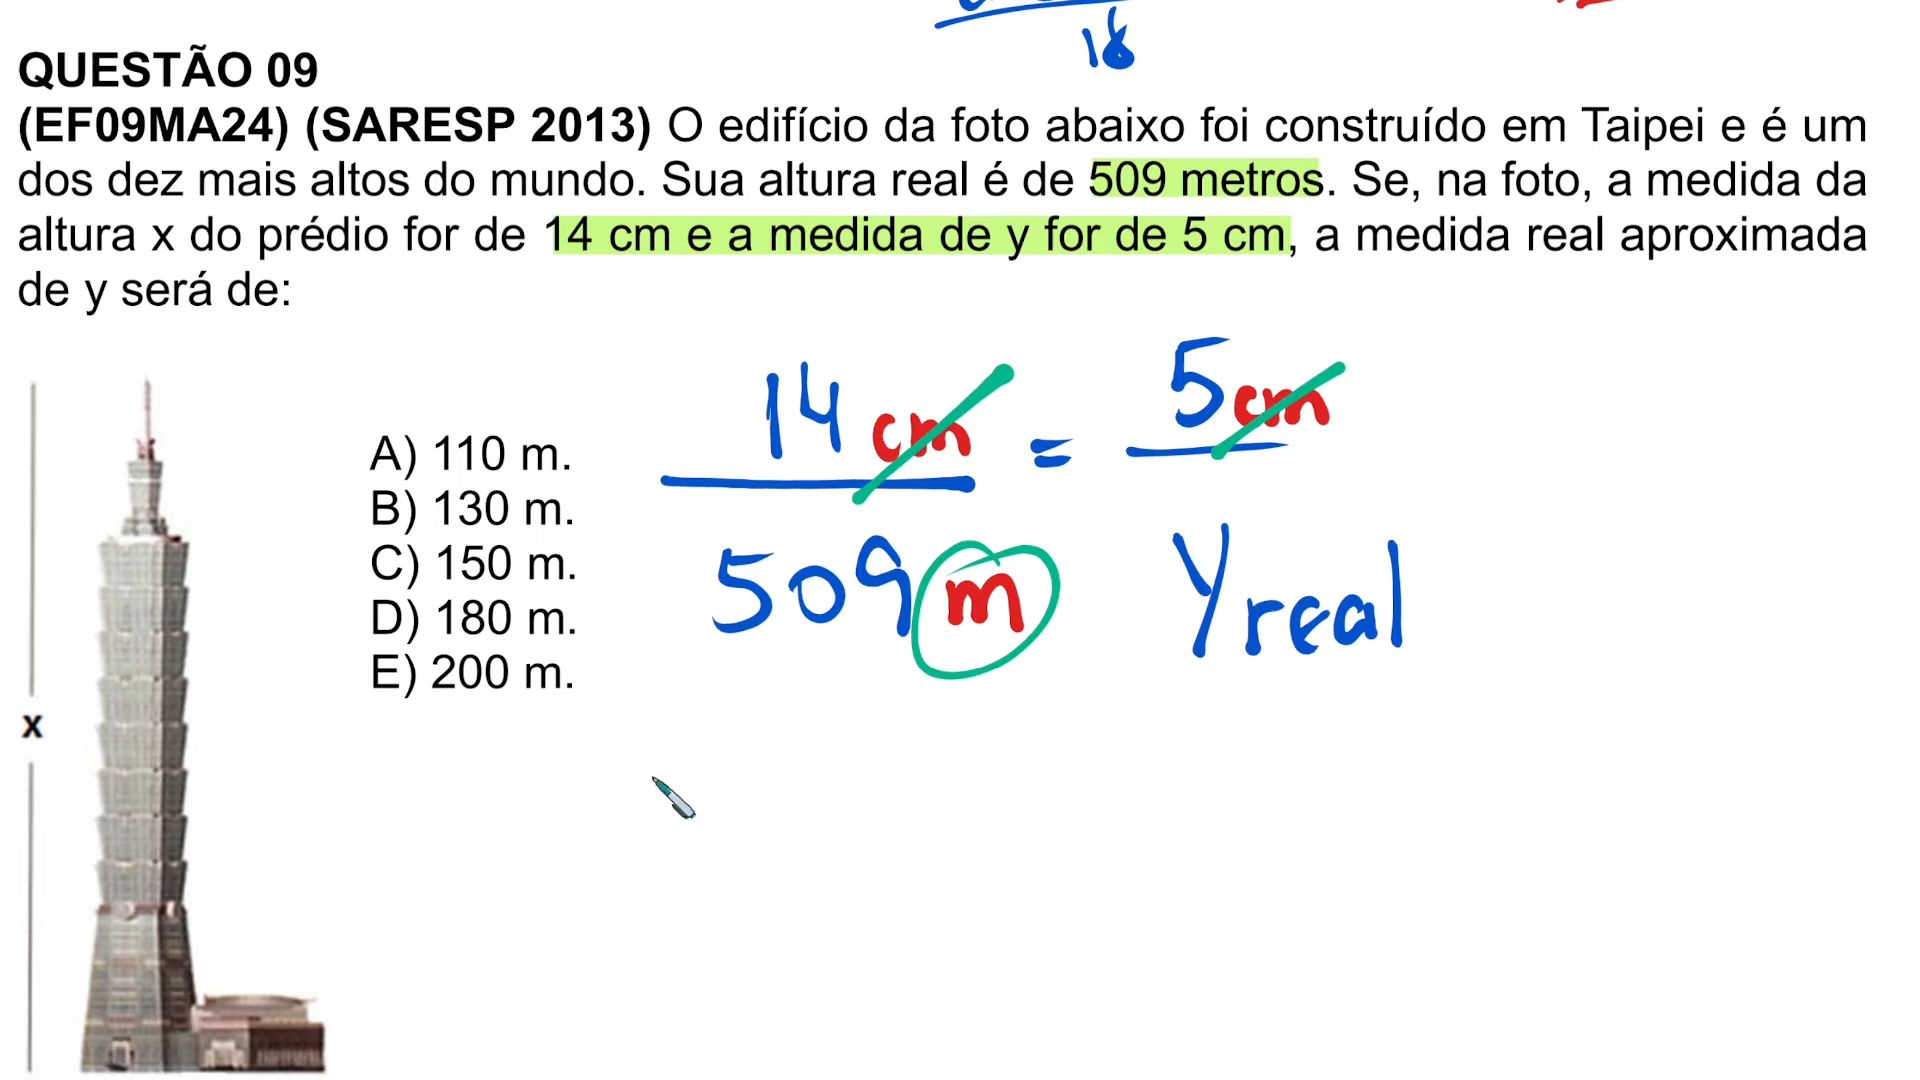 18
QUESTÃO 09
(EF09MA24) (SARESP 2013) O edifício da foto abaixo foi construído em Taipei e é um
dos dez mais altos do mundo. Sua altura real é de 509 metros. Se, na foto, a medida da
altura x do prédio for de 14 cm e a medida de y for de 5 cm, a medida real aproximada
de y será de:
A) 110 m.
B) 130 m.
C) 150 m.
D) 180 m.
E) 200 m.
14 cm = 5 cm
509 m Y real
x